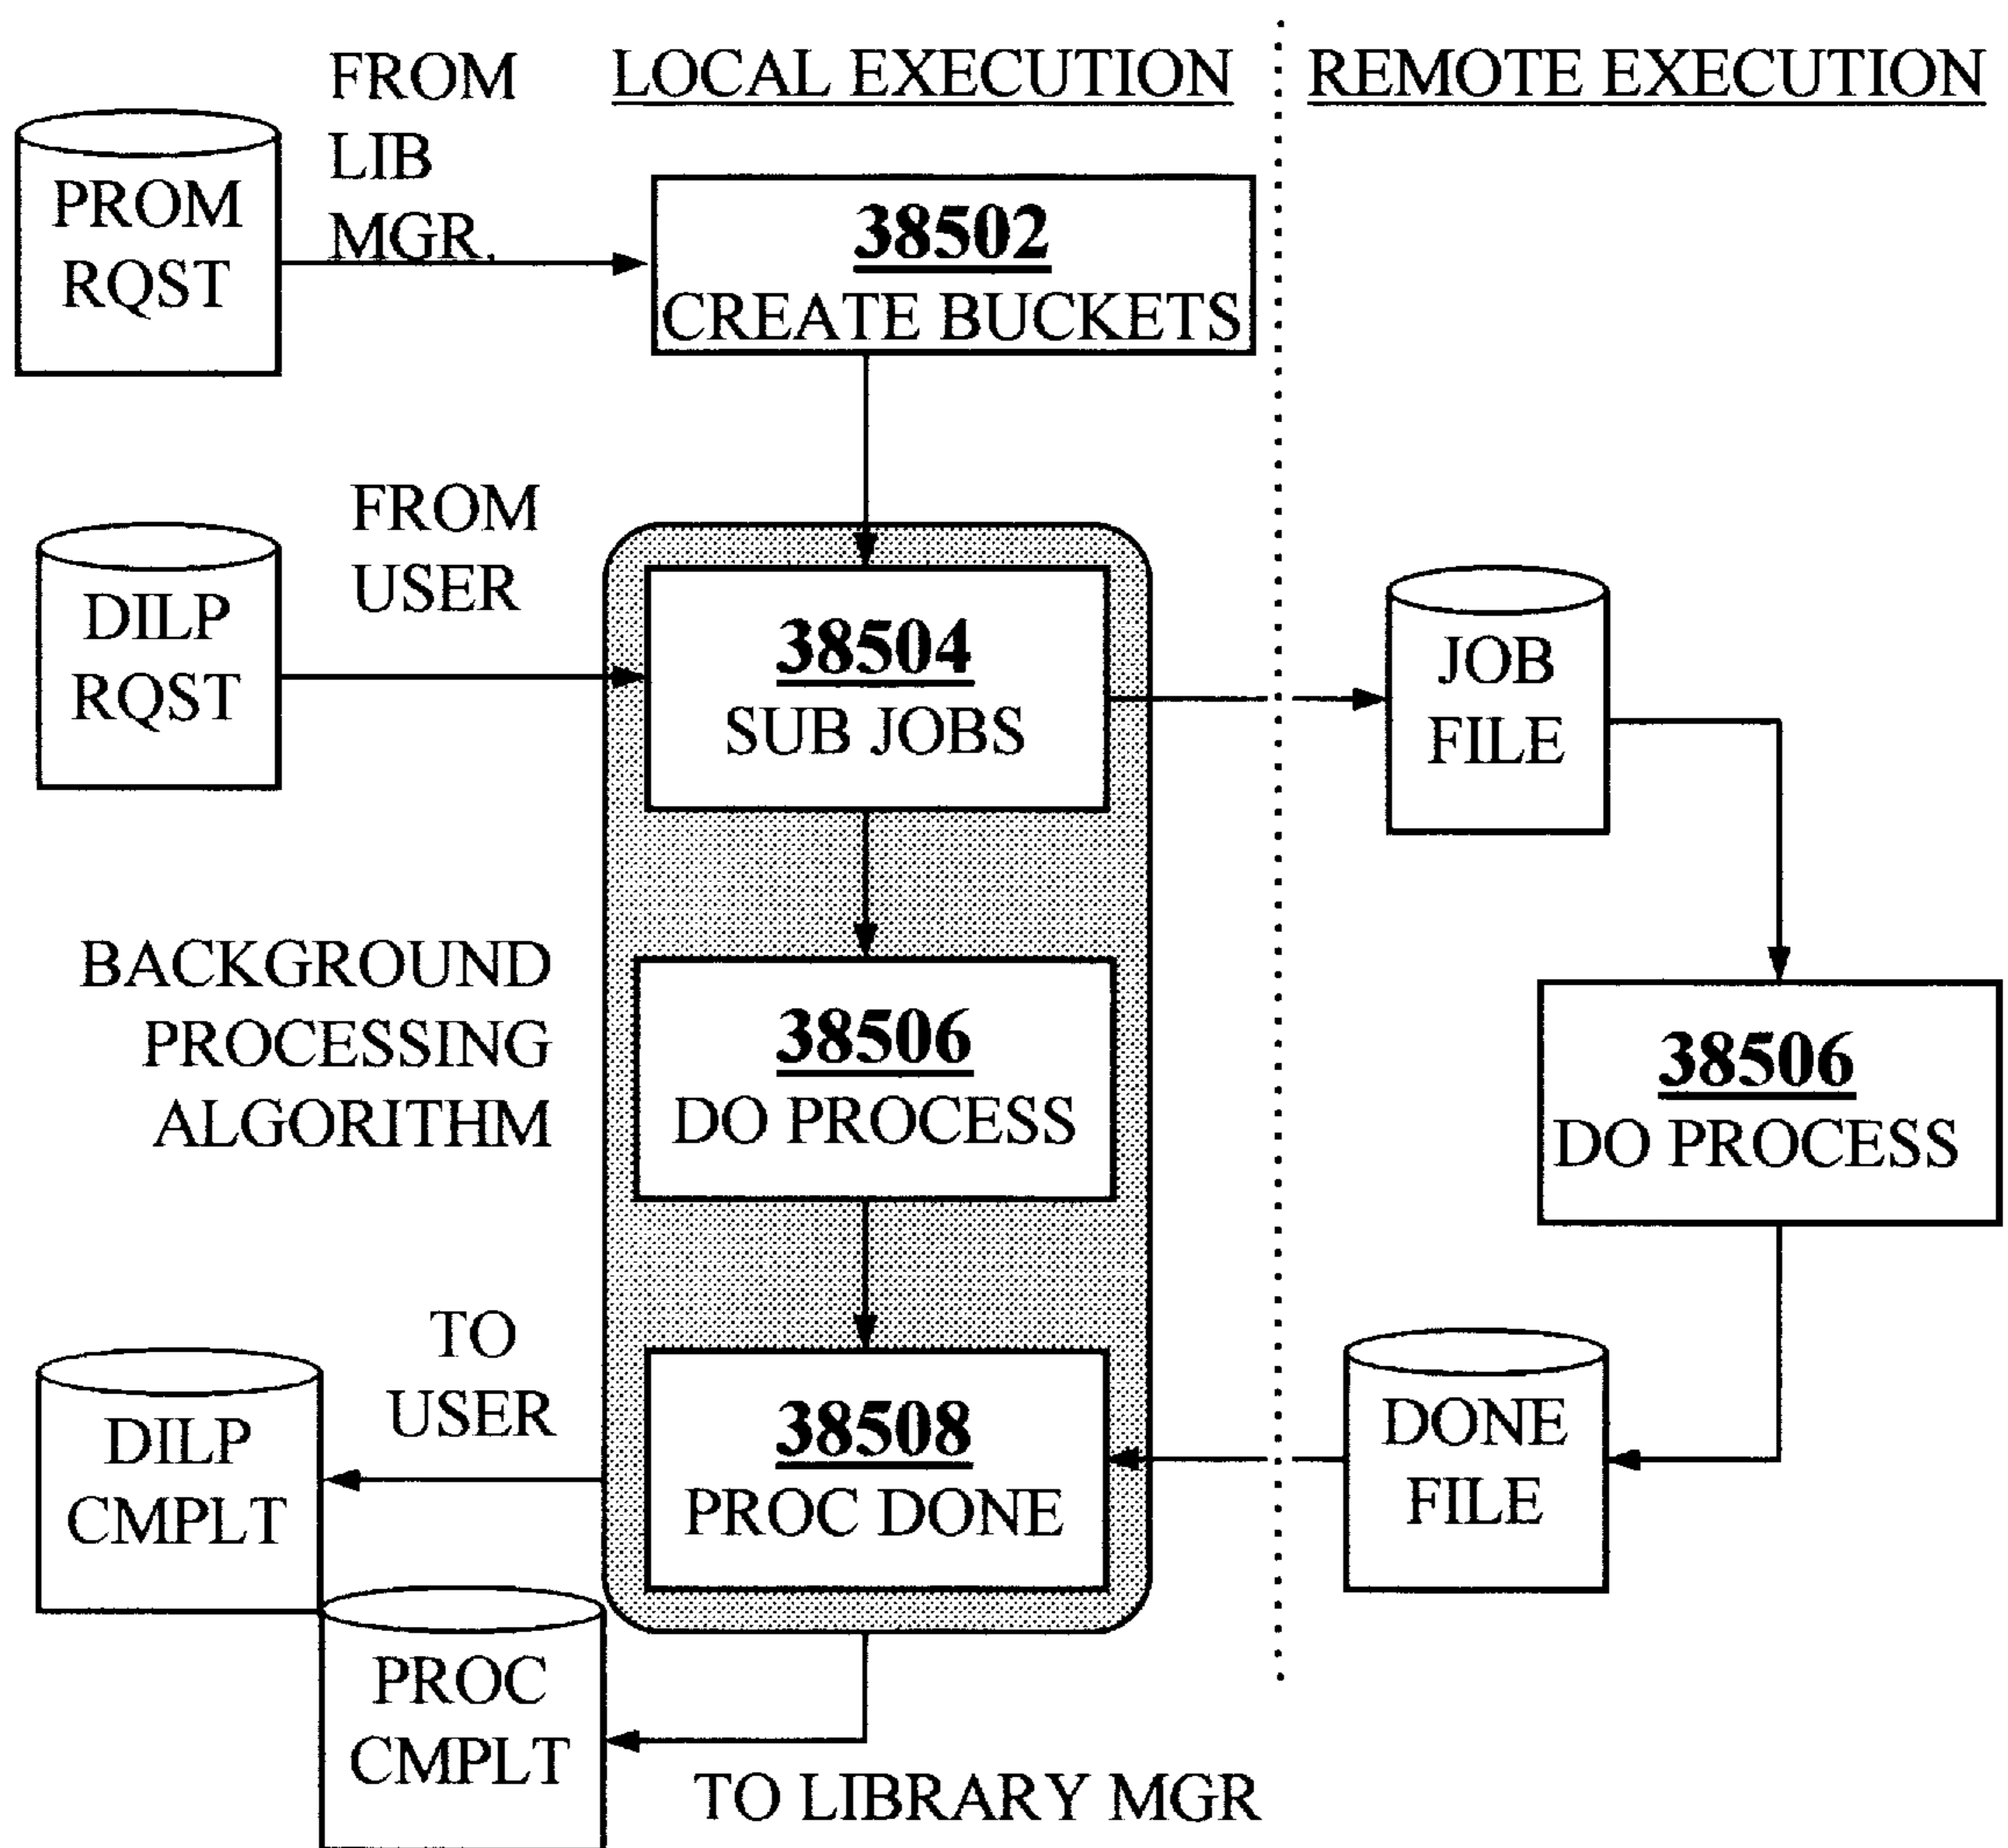 FROM
LIB
MGR.
LOCAL EXECUTION
REMOTE EXECUTION
PROM
RQST
38502
CREATE BUCKETS
FROM
USER
DILP
RQST
38504
SUB JOBS
JOB
FILE
BACKGROUND
PROCESSING
ALGORITHM
38506
DO PROCESS
38506
DO PROCESS
TO
USER
DILP
CMPLT
38508
PROC DONE
DONE
FILE
PROC
CMPLT
TO LIBRARY MGR